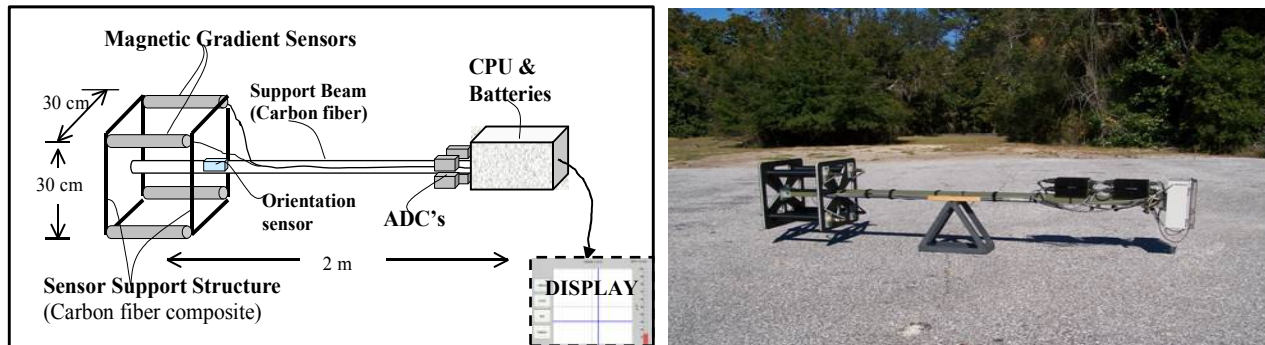 Magnetic Gradient Sensors
CPU &
Batteries
30 cm
Support Beam
(Carbon fiber)
30 cm
Orientation
sensor
ADC's
2 m
Sensor Support Structure
(Carbon fiber composite)
DISPLAY